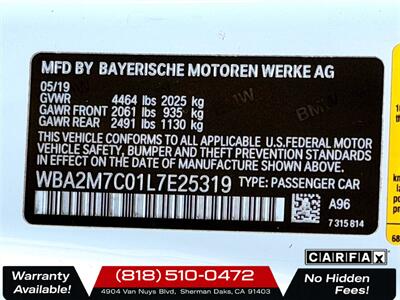 MFD BY BAYERISCHE MOTOREN WERKE AG
05/19
GVWR 4464 lbs 2025 kg
GAWR FRONT 2061 lbs 935 kg
GAWR REAR 2491 lbs 1130 kg
THIS VEHICLE CONFORMS TO ALL APPLICABLE U.S.FEDERAL MOTOR
VEHICLE SAFETY, BUMPER,AND THEFT PREVENTION STANDARDS
IN EFFECT ON THE DATE OF MANUFACTURE SHOWN ABOVE.
WBA2M7C01L7E25319 TYPE: PASSENGER CAR
A96
7 315 814
Warranty
Available!
(818) 510-0472
4904 Van Nuys Blvd, Sherman Oaks, CA 91403
CARFAX
No Hidden
Fees!